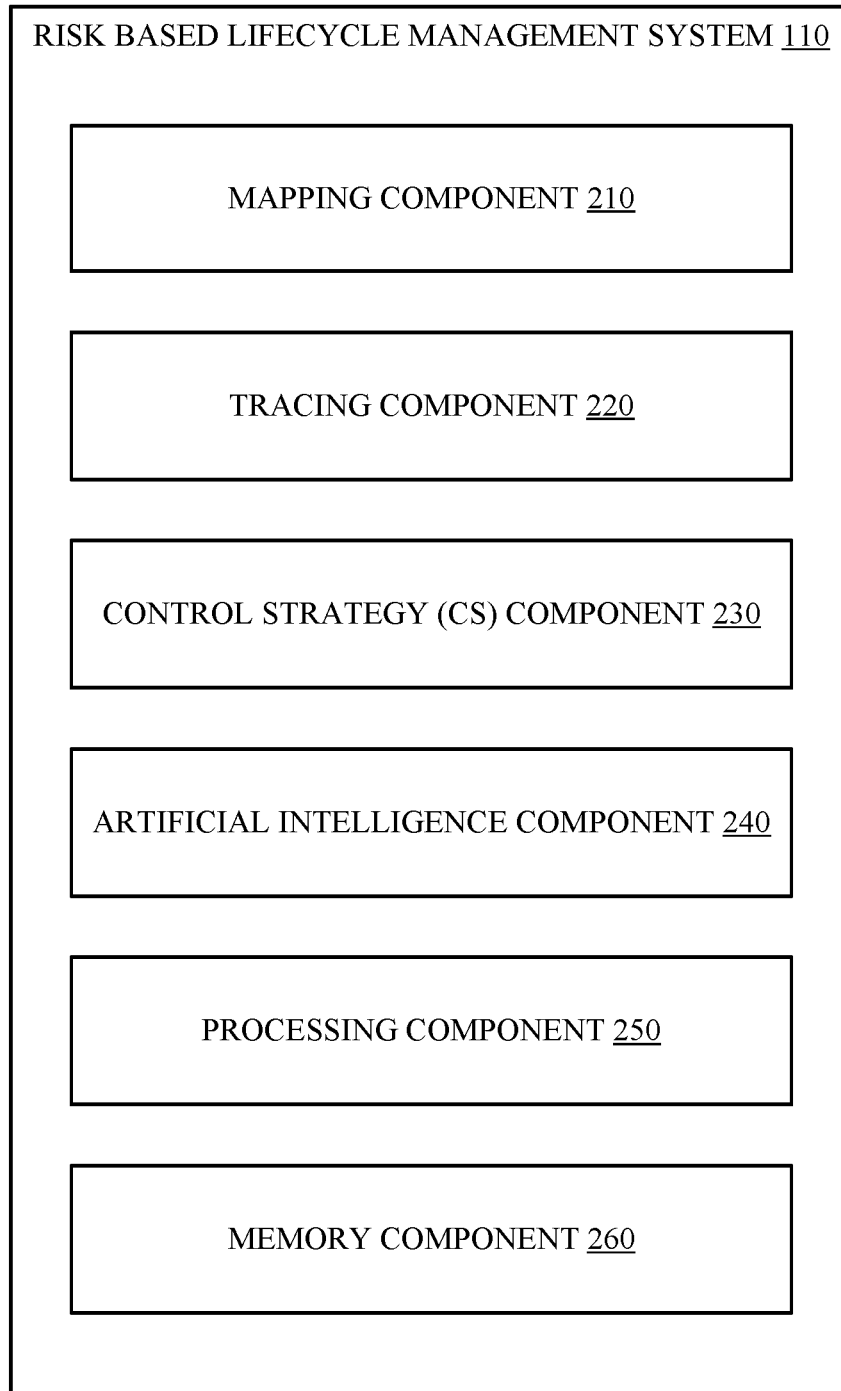 RISK BASED LIFECYCLE MANAGEMENT SYSTEM 110
MAPPING COMPONENT 210
TRACING COMPONENT 220
CONTROL STRATEGY (CS) COMPONENT 230
ARTIFICIAL INTELLIGENCE COMPONENT 240
PROCESSING COMPONENT 250
MEMORY COMPONENT 260